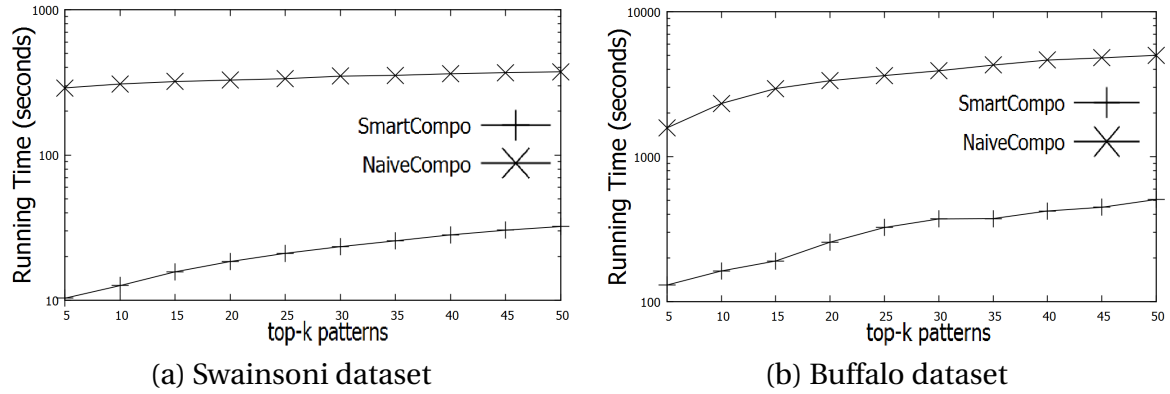 1000
100
10
Running Time (seconds)
SmartCompo
NaiveCompo
5 10 15 20 25 30 35 40 45 50
top-k patterns
(a) Swainsoni dataset
10000
1000
100
Running Time (seconds)
SmartCompo
NaiveCompo
5 10 15 20 25 30 35 40 45 50
top-k patterns
(b) Buffalo dataset